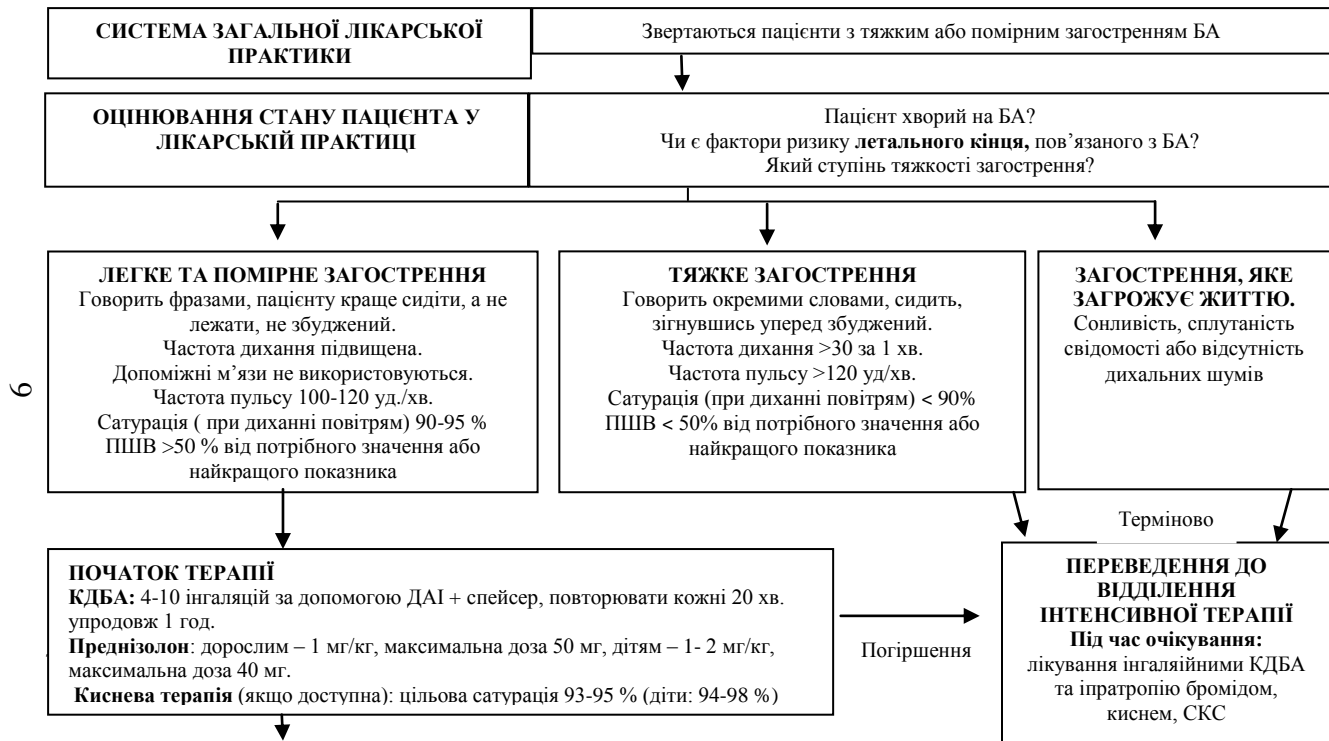 СИСТЕМА ЗАГАЛЬНОЇ ЛІКАРСЬКОЇ
ПРАКТИКИ
Звертаються пацієнти з тяжким або помірним загостренням БА
ОЦІНЮВАННЯ СТАНУ ПАЦІЄНТА У
ЛІКАРСЬКІЙ ПРАКТИЦІ
Пацієнт хворий на БА?
Чи є фактори ризику летального кінця, пов’язаного з БА?
Який ступінь тяжкості загострення?
ЛЕГКЕ ТА ПОМІРНЕ ЗАГОСТРЕННЯ
Говорить фразами, пацієнту краще сидіти, а не
лежати, не збуджений.
Частота дихання підвищена.
Допоміжні м’язи не використовуються.
Частота пульсу 100-120 уд./хв.
Сатурація ( при диханні повітрям) 90-95 %
ПШВ >50 % від потрібного значення або
найкращого показника
ТЯЖКЕ ЗАГОСТРЕННЯ
Говорить окремими словами, сидить,
зігнувшись уперед збуджений.
Частота дихання >30 за 1 хв.
Частота пульсу >120 уд/хв.
Сатурація (при диханні повітрям) < 90%
ПШВ < 50% від потрібного значення або
найкращого показника
ЗАГОСТРЕННЯ, ЯКЕ
ЗАГРОЖУЄ ЖИТТЮ.
Сонливість, сплутаність
свідомості або відсутність
дихальних шумів
9
Терміново
ПОЧАТОК ТЕРАПІЇ
КДБА: 4-10 інгаляцій за допомогою ДАІ + спейсер, повторювати кожні 20 хв.
упродовж 1 год.
Преднізолон: дорослим – 1 мг/кг, максимальна доза 50 мг, дітям – 1- 2 мг/кг,
максимальна доза 40 мг.
Киснева терапія (якщо доступна): цільова сатурація 93-95 % (діти: 94-98 %)
Погіршення
ПЕРЕВЕДЕННЯ ДО
ВІДДІЛЕННЯ
ІНТЕНСИВНОЇ ТЕРАПІЇ
Під час очікування:
лікування інгаляійними КДБА
та іпратропію бромідом,
киснем, СКС